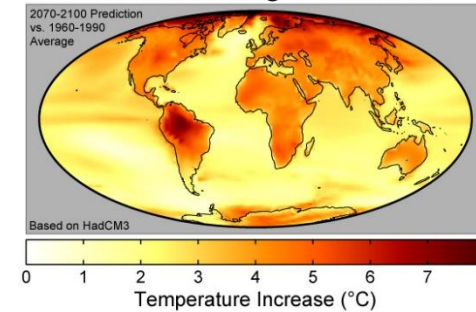 2070-2100 Prediction
vs. 1960-1990
Average
Based on HadCM3
0 1 2 3 4 5 6 7
Temperature Increase (°C)